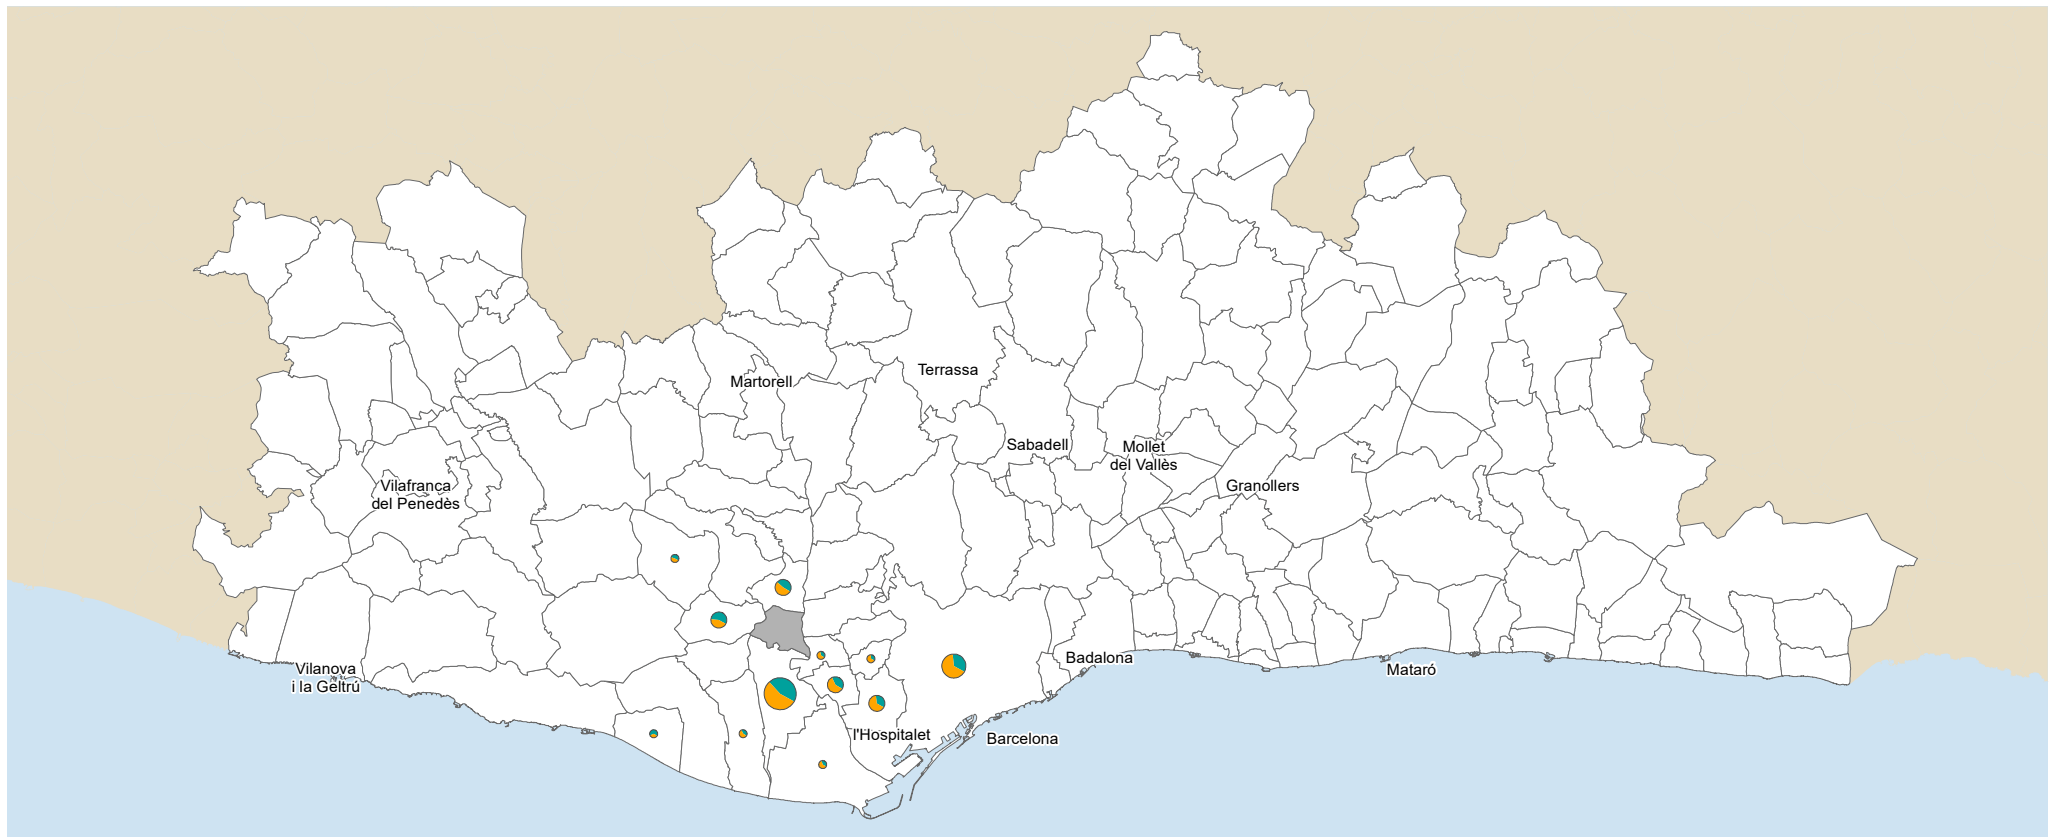 Terrassa
Martorell
Sabadell
Mollet
del Vallès
Granollers
Vilafranca
del Penedès
Badalona
Vilanova
i la Geltrú
Mataró
l'Hospitalet
Barcelona